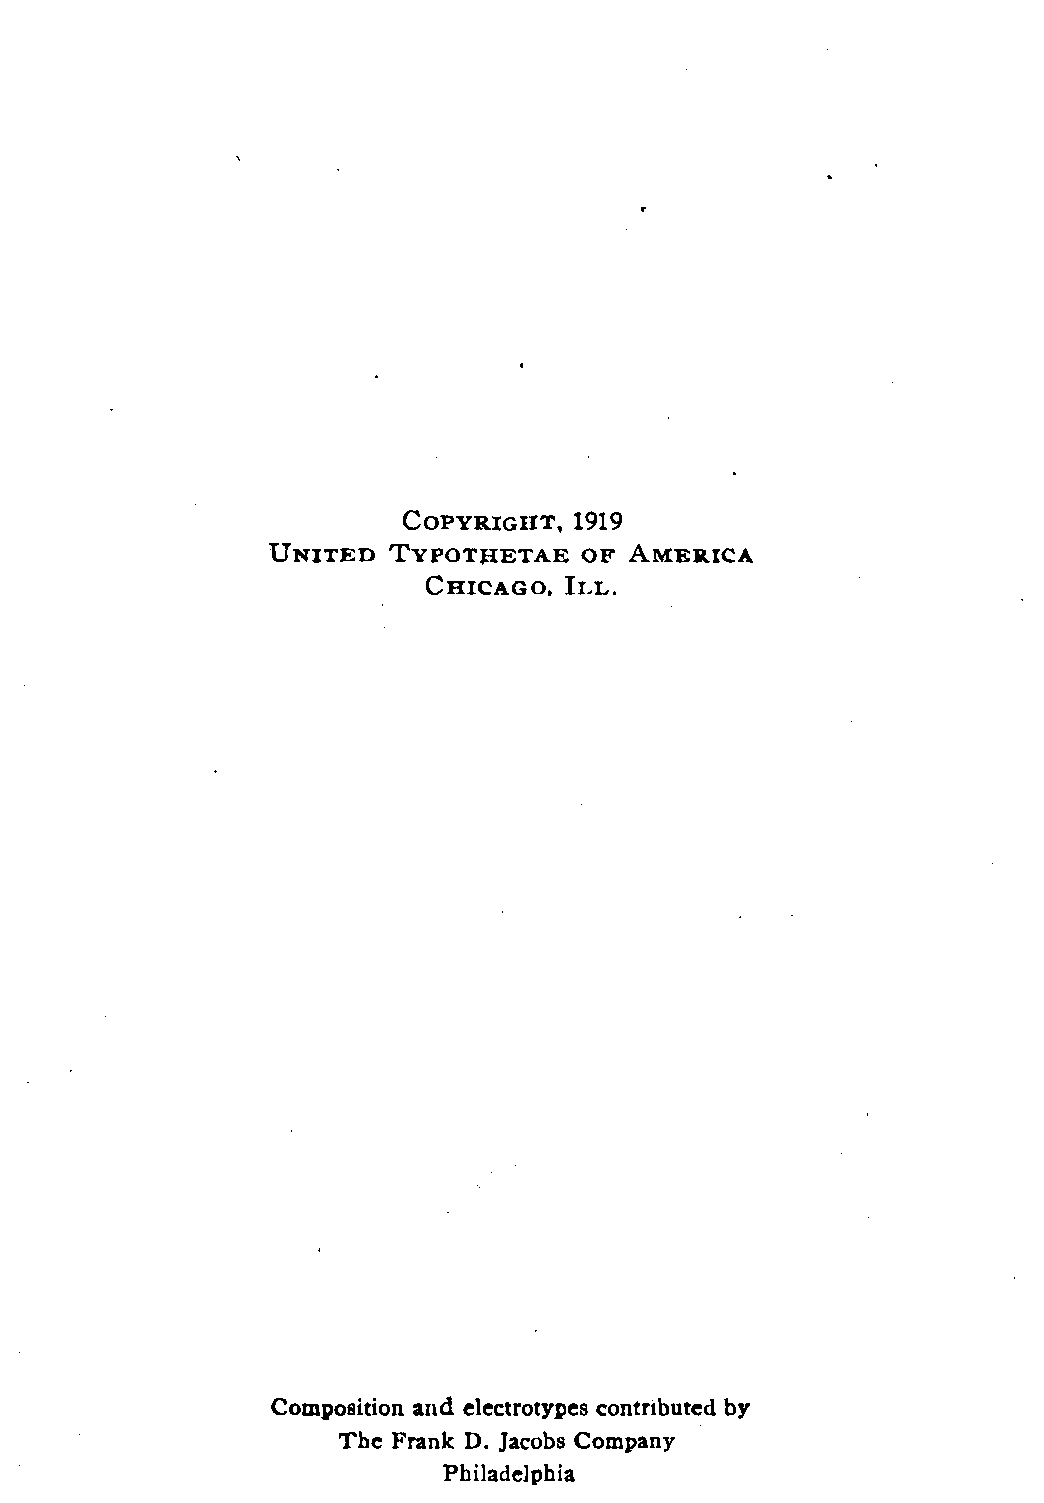 COPYRIGHT, 1919
UNITED TYPOTHETAE OF AMERICA
CHICAGO, ILL.
Composition and electrotypes contributed by
The Frank D. Jacobs Company
Philadelphia